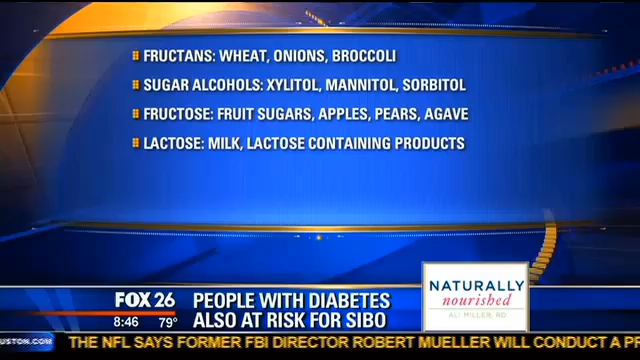 FRUCTANS: WHEAT, ONIONS, BROCCOLI
SUGAR ALCOHOLS: XYLITOL, MANNITOL, SORBITOL
FRUCTOSE: FRUIT SUGARS, APPLES, PEARS, AGAVE
LACTOSE: MILK, LACTOSE CONTAINING PRODUCTS
NATURALLY
nourished
ALI MILLER, RD
FOX 26
8:46 79°
PEOPLE WITH DIABETES
ALSO AT RISK FOR SIBO
USTON.COM THE NFL SAYS FORMER FBI DIRECTOR ROBERT MUELLER WILL CONDUCT A PR